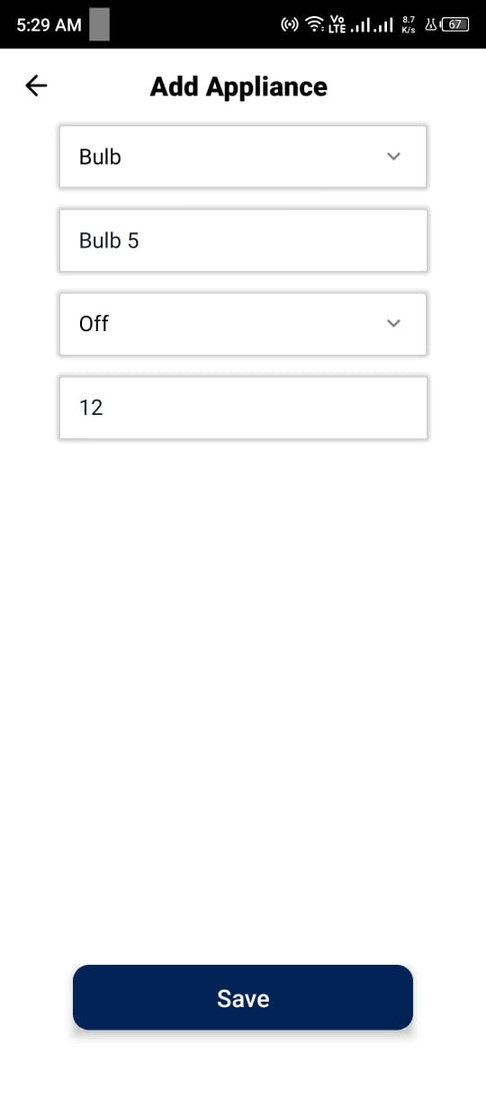 5:29 AM
Vo LTE
8.7 K/s
67
Add Appliance
Bulb
Bulb 5
Off
12
Save